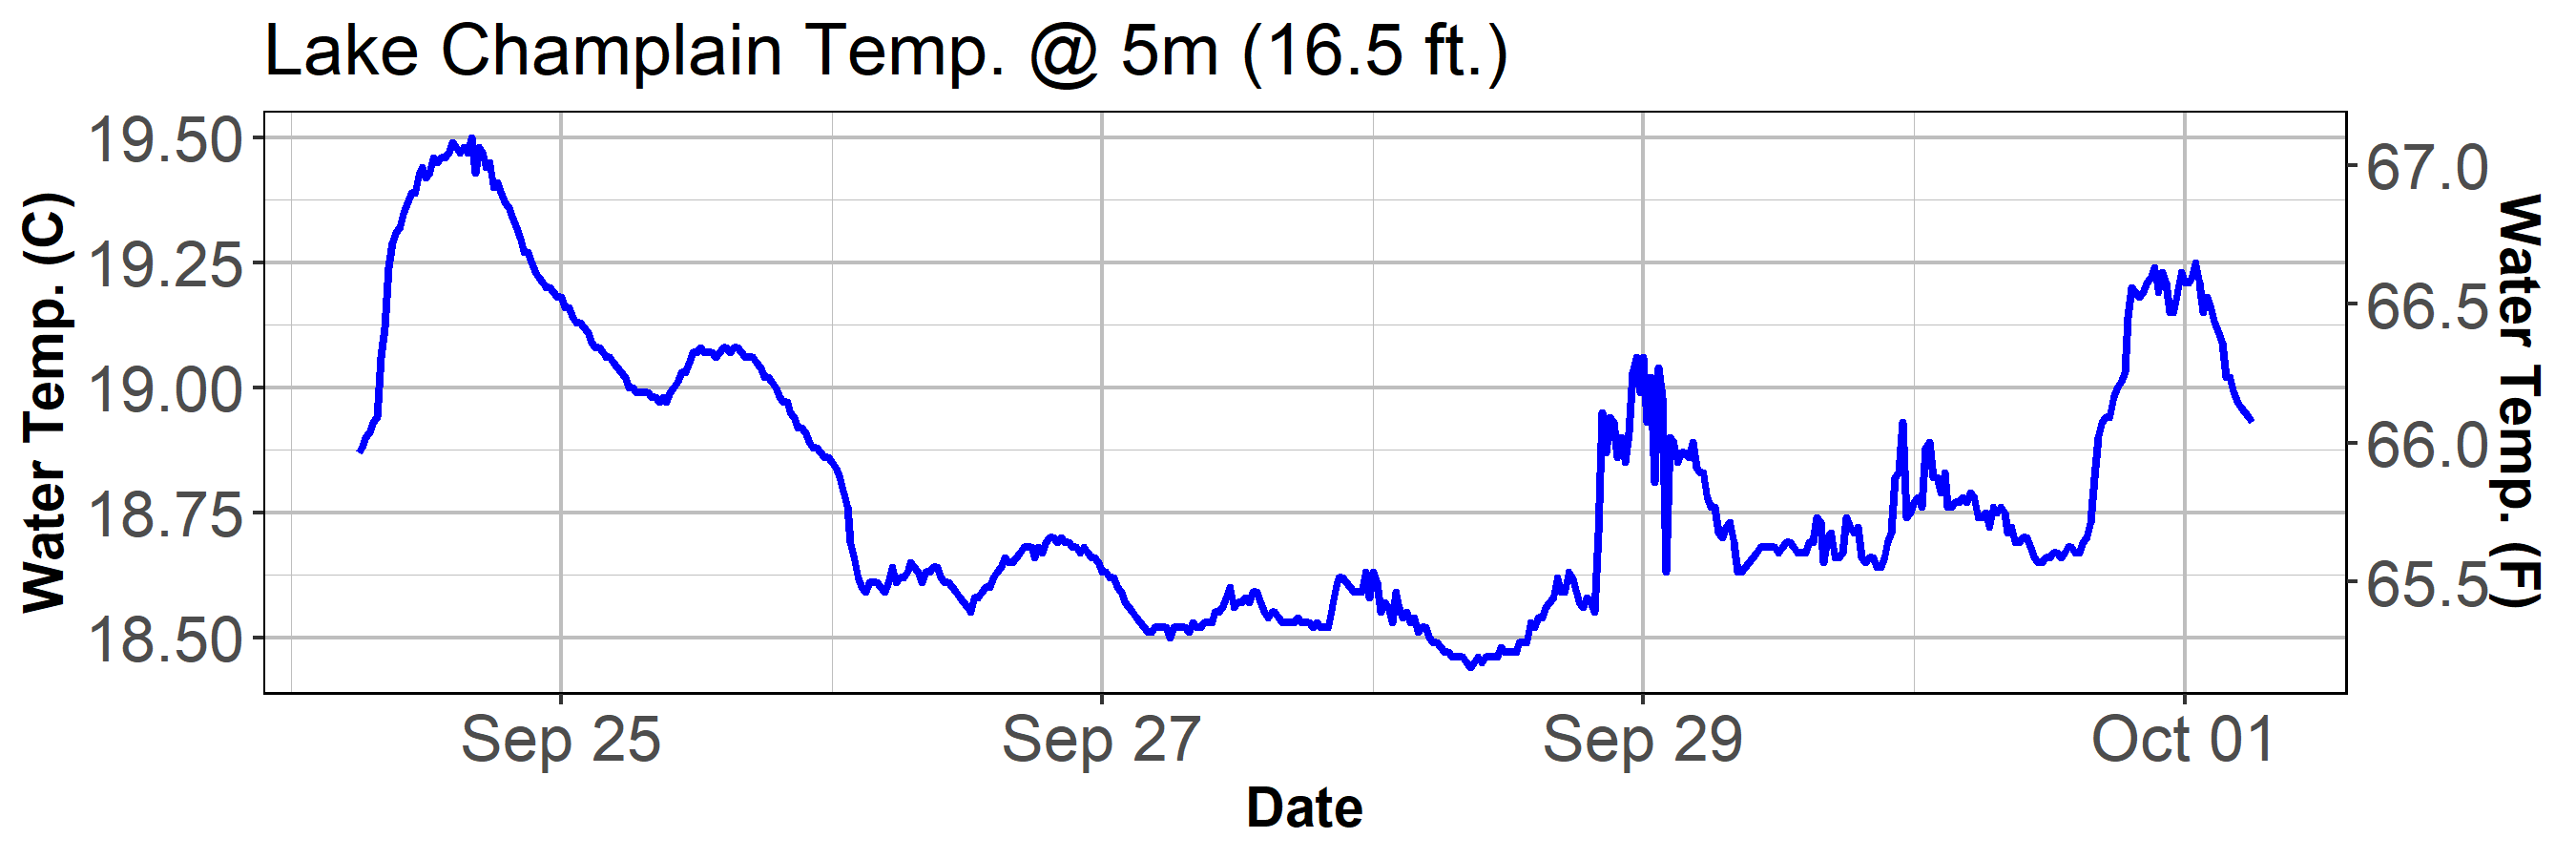 Lake Champlain Temp. @ 5m (16.5 ft.)
Water Temp. (C)
19.50
19.25
19.00
18.75
18.50
67.0
66.5
66.0
65.5
Water Temp. (F)
Sep 25
Sep 27
Sep 29
Oct 01
Date